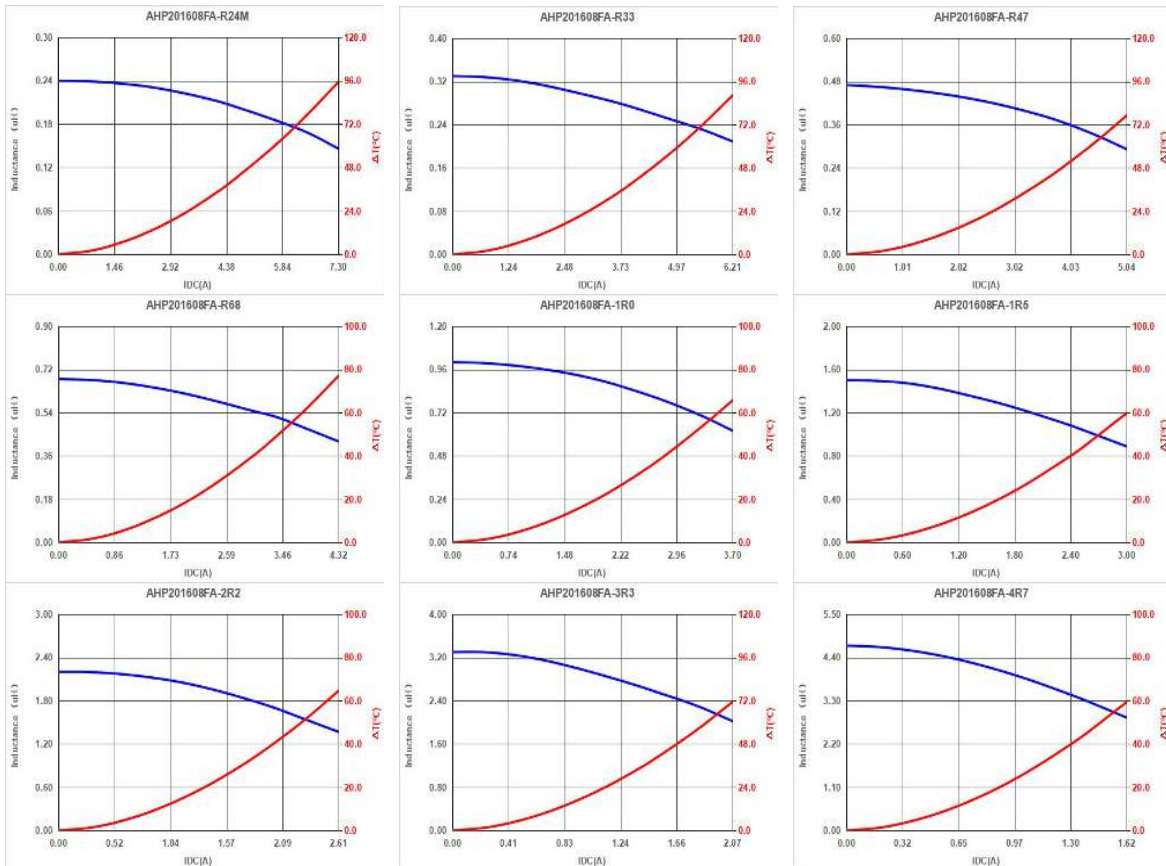 AHP201608FA-R24M
0.30 120.0
0.24 96.0
0.18 72.0
0.12 48.0
0.06 24.0
0.00 0.0
Inductance (uH)
ΔT(℃)
0.00 1.46 2.92 4.38 5.84 7.30
IDC(A)
AHP201608FA-R33
0.40 120.0
0.32 96.0
0.24 72.0
0.16 48.0
0.08 24.0
0.00 0.0
Inductance (uH)
ΔT(℃)
0.00 1.24 2.48 3.73 4.97 6.21
IDC(A)
AHP201608FA-R47
0.60 120.0
0.48 96.0
0.36 72.0
0.24 48.0
0.12 24.0
0.00 0.0
Inductance (uH)
ΔT(℃)
0.00 1.01 2.02 3.02 4.03 5.04
IDC(A)
AHP201608FA-R68
0.90 100.0
0.72 80.0
0.54 60.0
0.36 40.0
0.18 20.0
0.00 0.0
Inductance (uH)
ΔT(℃)
0.00 0.86 1.73 2.59 3.46 4.32
IDC(A)
AHP201608FA-1R0
1.20 100.0
0.96 80.0
0.72 60.0
0.48 40.0
0.24 20.0
0.00 0.0
Inductance (uH)
ΔT(℃)
0.00 0.74 1.48 2.22 2.96 3.70
IDC(A)
AHP201608FA-1R5
2.00 100.0
1.60 80.0
1.20 60.0
0.80 40.0
0.40 20.0
0.00 0.0
Inductance (uH)
ΔT(℃)
0.00 0.60 1.20 1.80 2.40 3.00
IDC(A)
AHP201608FA-2R2
3.00 100.0
2.40 80.0
1.80 60.0
1.20 40.0
0.60 20.0
0.00 0.0
Inductance (uH)
ΔT(℃)
0.00 0.52 1.04 1.57 2.09 2.61
IDC(A)
AHP201608FA-3R3
4.00 120.0
3.20 96.0
2.40 72.0
1.60 48.0
0.80 24.0
0.00 0.0
Inductance (uH)
ΔT(℃)
0.00 0.41 0.83 1.24 1.66 2.07
IDC(A)
AHP201608FA-4R7
5.50 100.0
4.40 80.0
3.30 60.0
2.20 40.0
1.10 20.0
0.00 0.0
Inductance (uH)
ΔT(℃)
0.00 0.32 0.65 0.97 1.30 1.62
IDC(A)